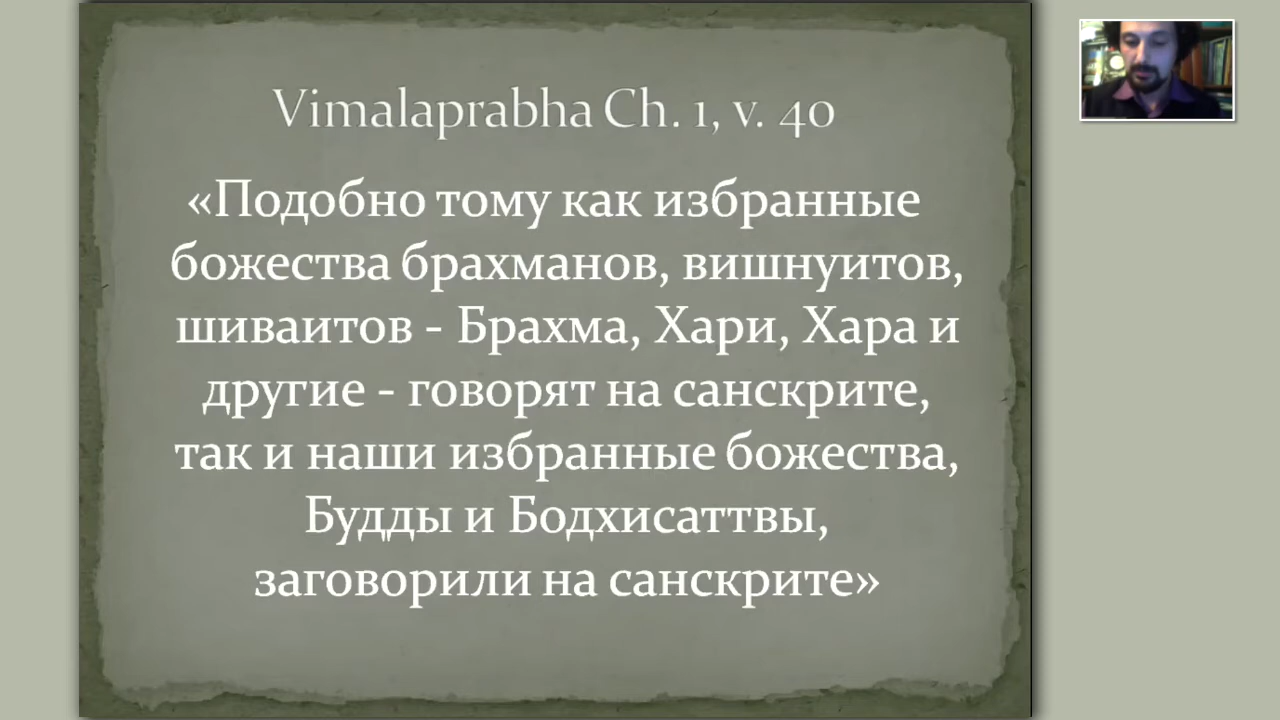 Vimalaprabha Ch. 1, v. 40
«Подобно тому как избранные
божества брахманов, вишнуитов,
шиваитов - Брахма, Хари, Хара и
другие - говорят на санскрите,
так и наши избранные божества,
Будды и Бодхисаттвы,
заговорили на санскрите»